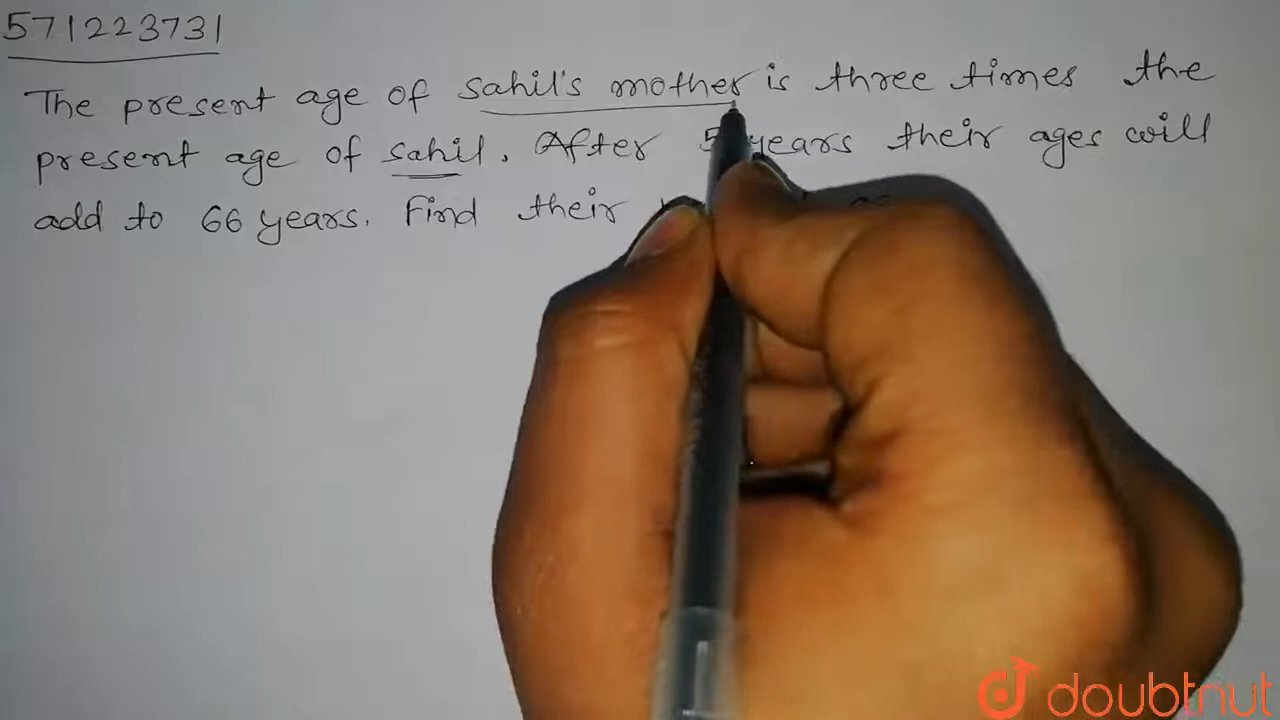 571223731
The present age of Sahil's mother is three times the
present age of Sahil. After 5 years their ages will
add to 66 years. Find their
doubtnut